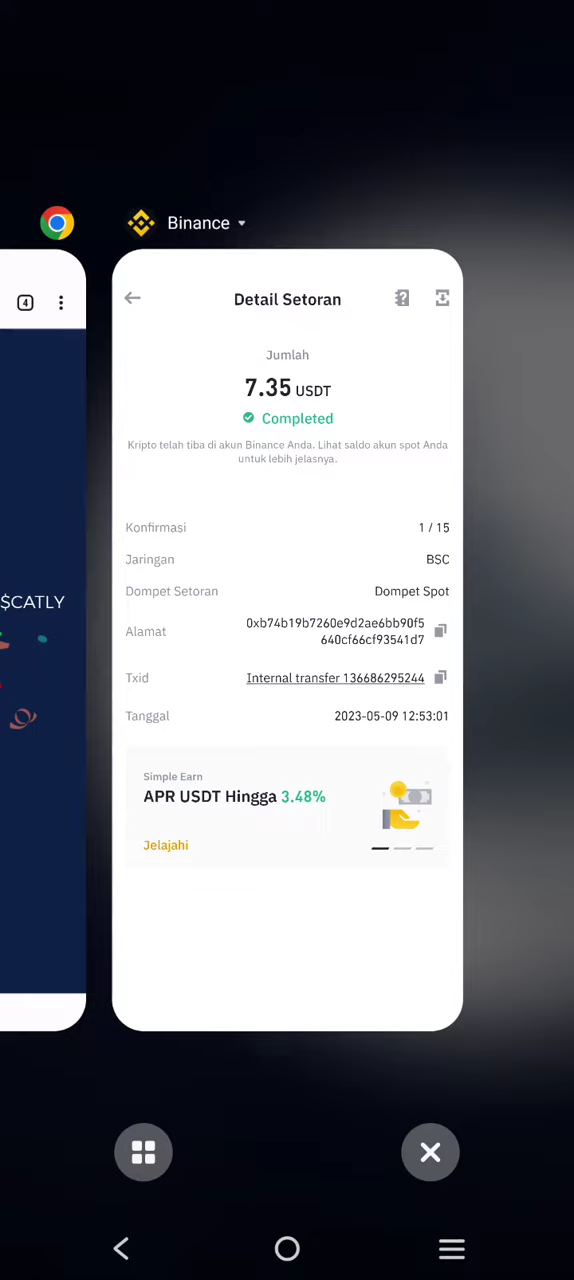 Binance
4
Detail Setoran
Jumlah
7.35 USDT
Completed
Kripto telah tiba di akun Binance Anda. Lihat saldo akun spot Anda
untuk lebih jelasnya.
Konfirmasi 1 / 15
Jaringan BSC
$CATLY
Dompet Setoran Dompet Spot
Alamat 0xb74b19b7260e9d2ae6bb90f5
640cf66cf93541d7
Txid Internal transfer 136686295244
Tanggal 2023-05-09 12:53:01
Simple Earn
APR USDT Hingga 3.48%
Jelajahi